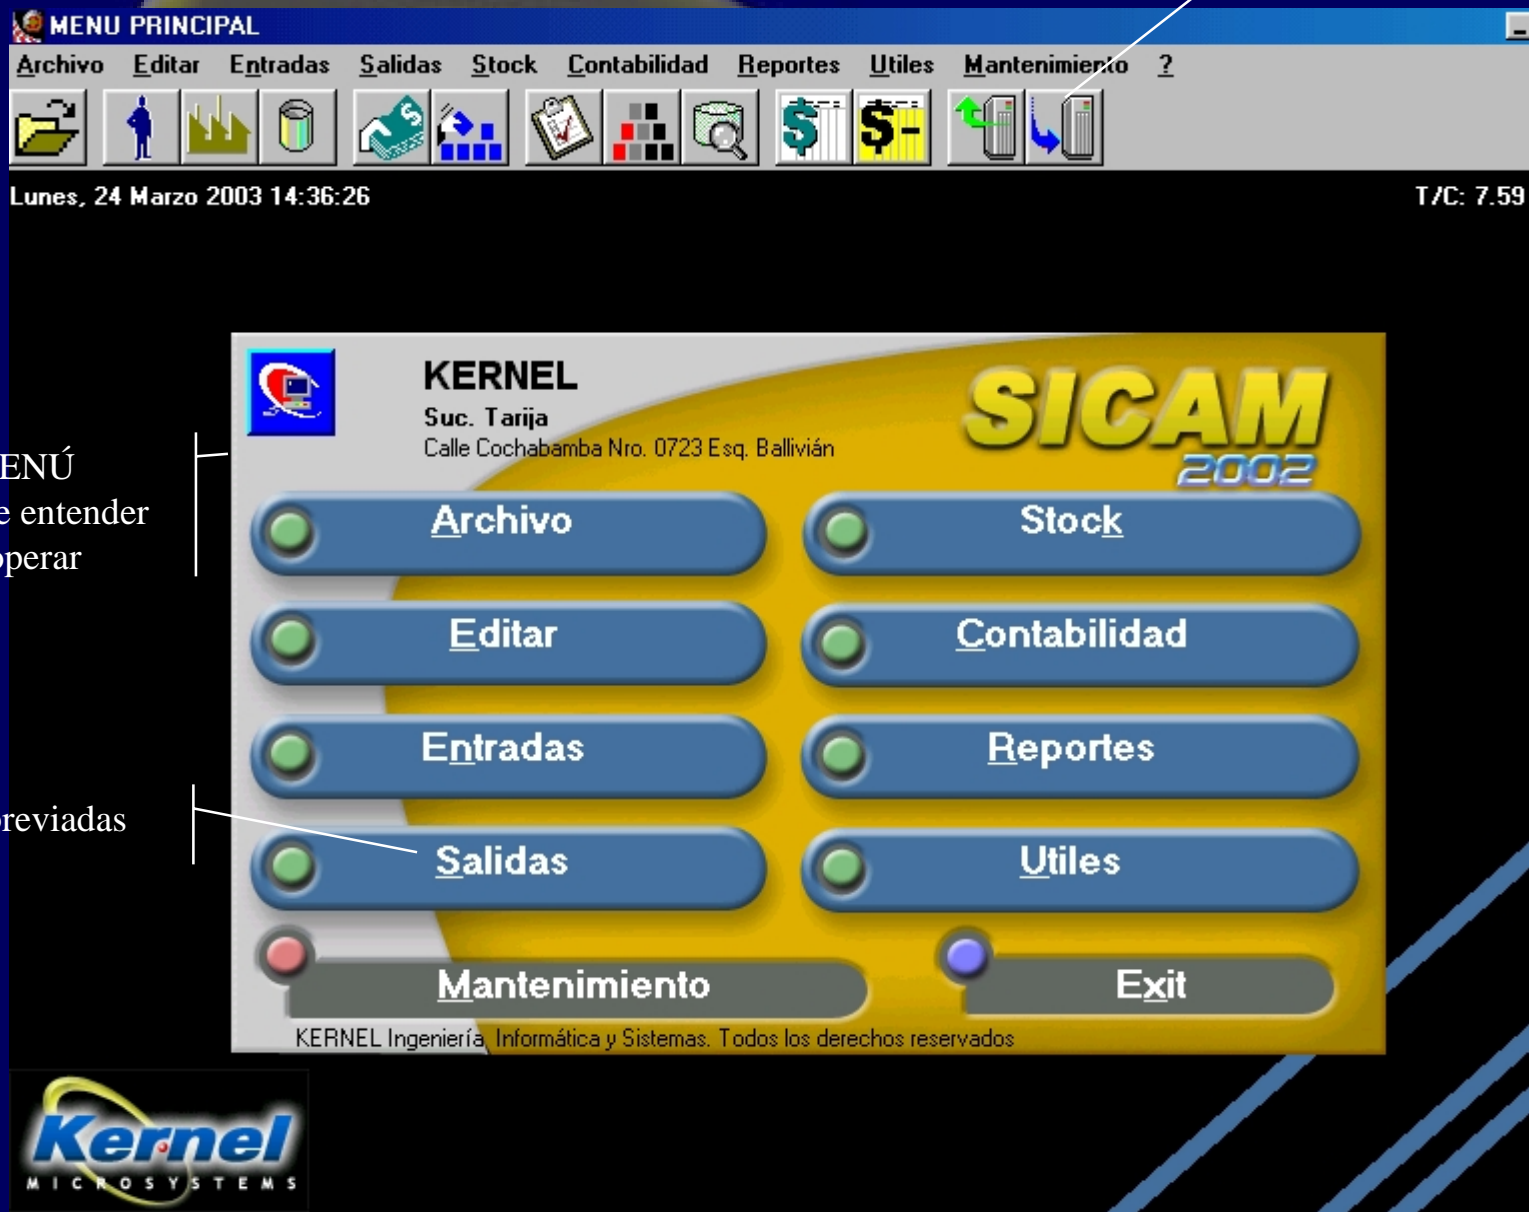 MENU PRINCIPAL
Archivo Editar Entradas Salidas Stock Contabilidad Reportes Utiles Mantenimiento ?
Lunes, 24 Marzo 2003 14:36:26 T/C: 7.59
KERNEL
Suc. Tarija
Calle Cochabamba Nro. 0723 Esq. Ballivián
SICAM
2002
ENÚ
e entender
operar
Archivo Stock
Editar Contabilidad
Entradas Reportes
breviadas
Salidas Utiles
Mantenimiento Exit
KERNEL Ingeniería, Informática y Sistemas. Todos los derechos reservados
Kernel
MICROSYSTEMS